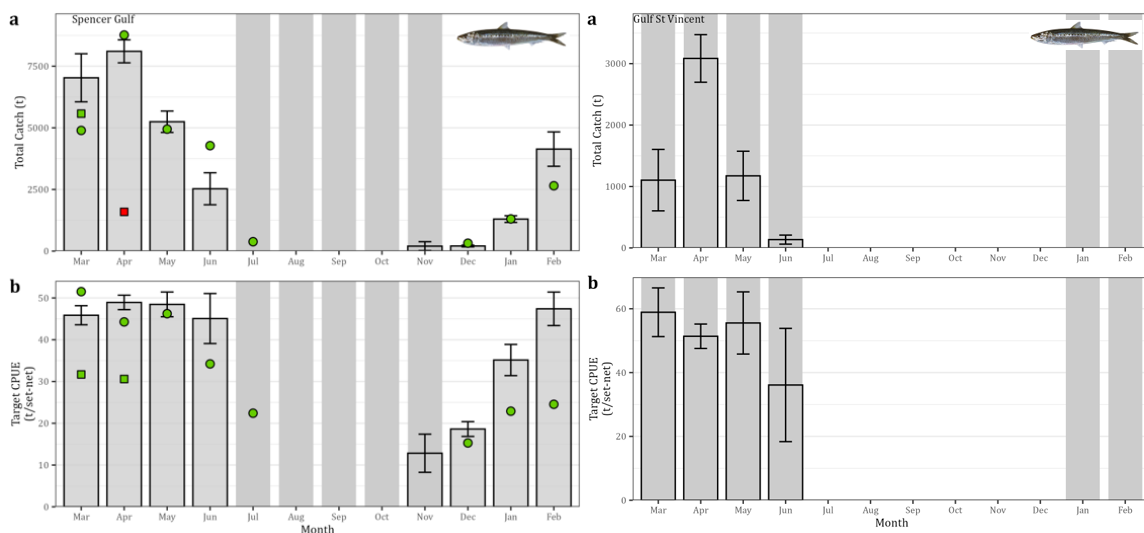 a
Spencer Gulf
Total Catch (t)
7500
5000
2500
0
Mar Apr May Jun Jul Aug Sep Oct Nov Dec Jan Feb
b
Target CPUE
(t/set-net)
50
40
30
20
10
0
Mar Apr May Jun Jul Aug Sep Oct Nov Dec Jan Feb
Month
a
Gulf St Vincent
Total Catch (t)
3000
2000
1000
0
Mar Apr May Jun Jul Aug Sep Oct Nov Dec Jan Feb
b
Target CPUE
(t/set-net)
60
40
20
0
Mar Apr May Jun Jul Aug Sep Oct Nov Dec Jan Feb
Month